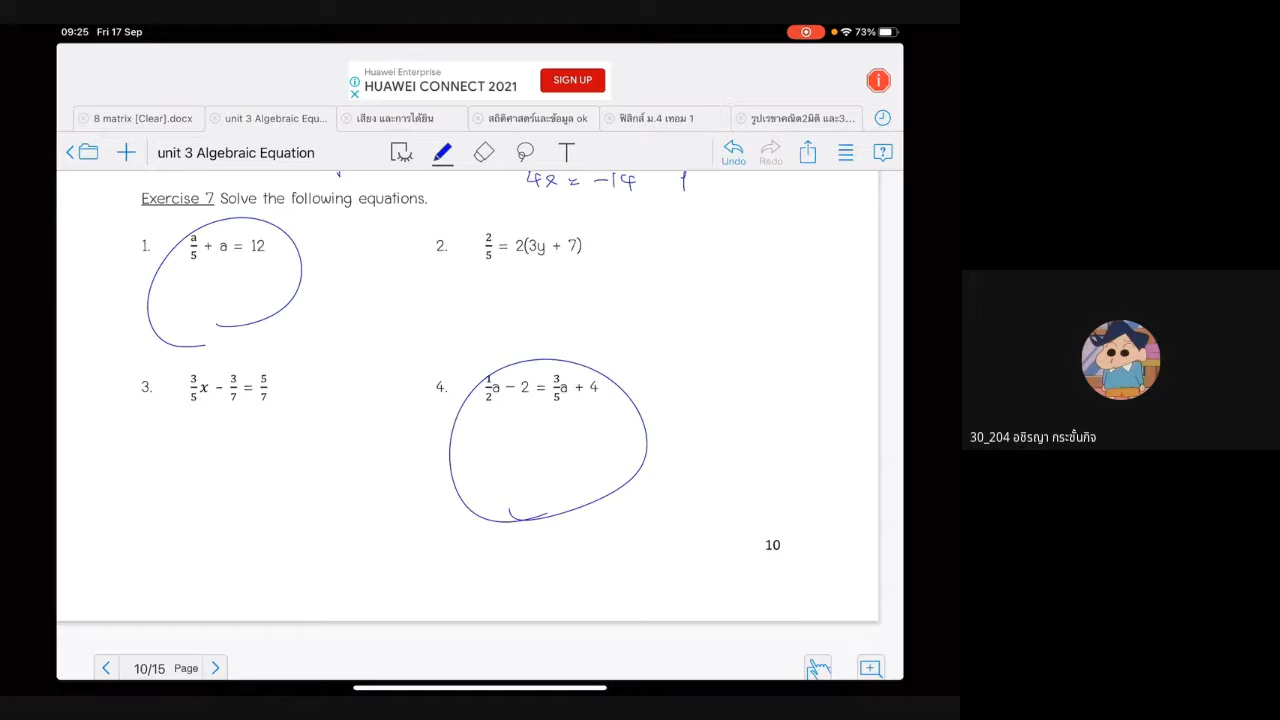 09:25 Fri 17 Sep 73%
Huawei Enterprise
HUAWEI CONNECT 2021 SIGN UP
8 matrix [Clear].docx unit 3 Algebraic Equ... เสียง และการได้ยิน สถิติศาสตร์และข้อมูล ok ฟิสิกส์ ม.4 เทอม 1 รูปเรขาคณิต2มิติ และ3...
unit 3 Algebraic Equation T Undo Redo
4x = -14
Exercise 7 Solve the following equations.
1. a/5 + a = 12 2. 2/5 = 2(3y + 7)
3. 3/5 x - 3/7 = 5/7 4. 1/2 a - 2 = 3/5 a + 4
10
10/15 Page
30_204 อชิรญา กระชั้นกิจ